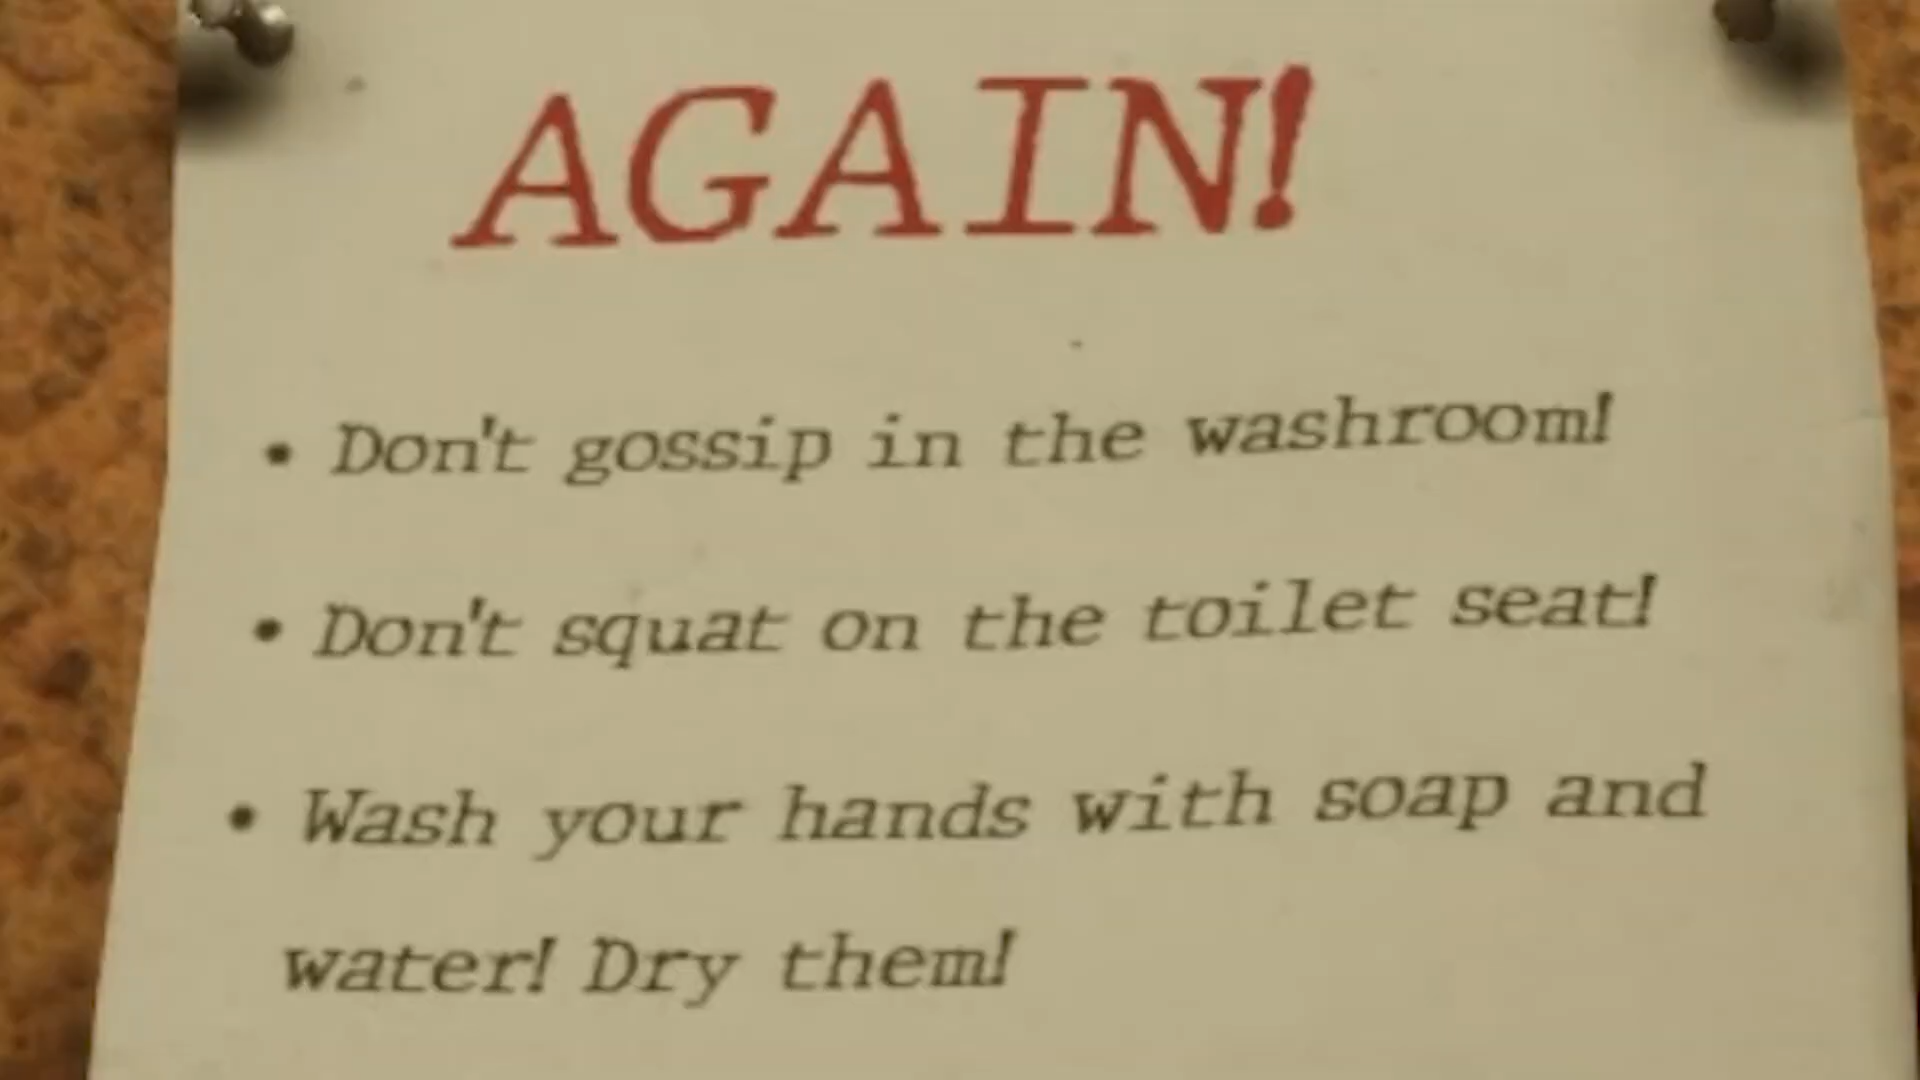 AGAIN!
• Don't gossip in the washroom!
• Don't squat on the toilet seat!
• Wash your hands with soap and
water! Dry them!